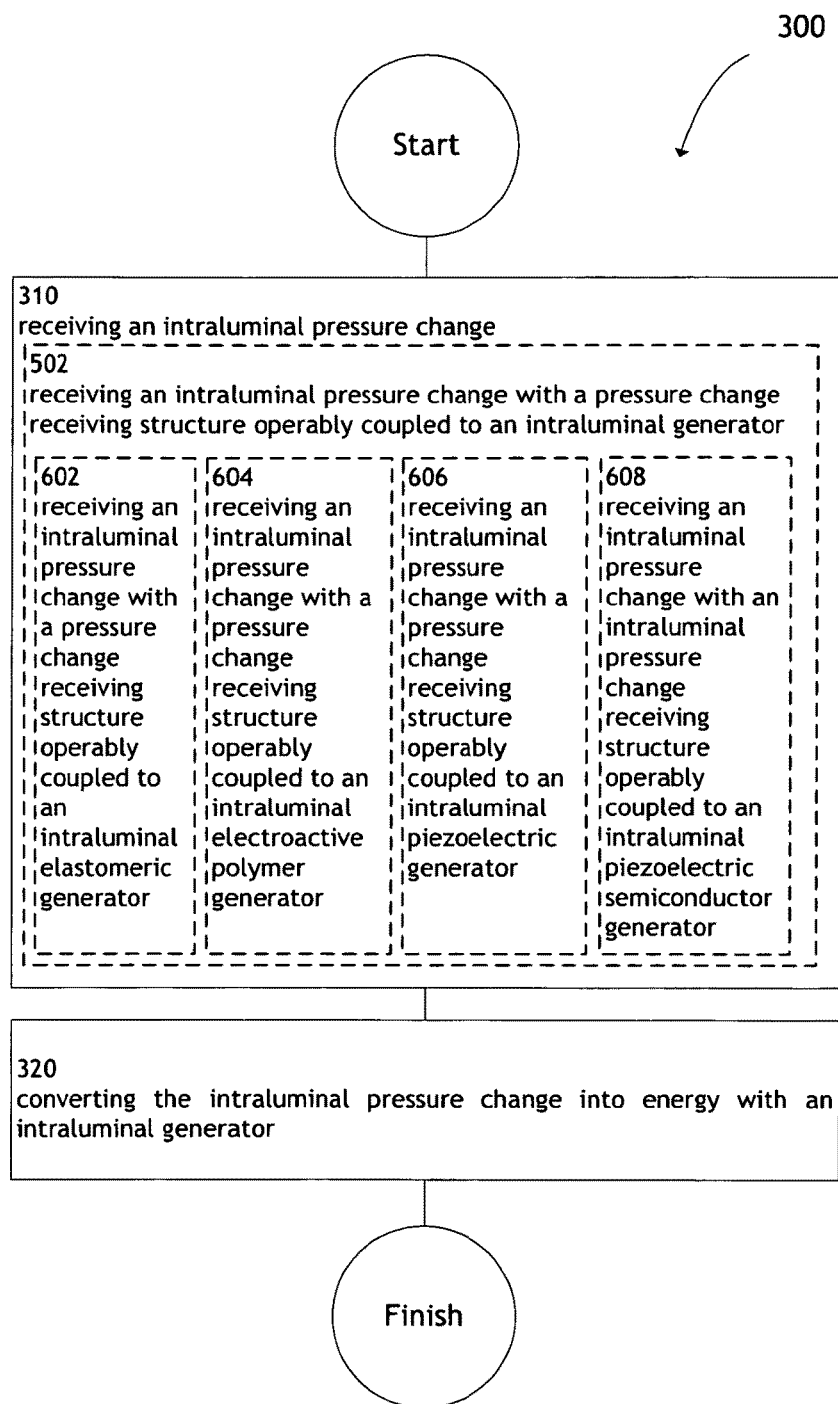 300
Start
310
receiving an intraluminal pressure change
502
receiving an intraluminal pressure change with a pressure change
receiving structure operably coupled to an intraluminal generator
602
receiving an
intraluminal
pressure
change with
a pressure
change
receiving
structure
operably
coupled to
an
intraluminal
elastomeric
generator
604
receiving an
intraluminal
pressure
change with a
pressure
change
receiving
structure
operably
coupled to an
intraluminal
electroactive
polymer
generator
606
receiving an
intraluminal
pressure
change with a
pressure
change
receiving
structure
operably
coupled to an
intraluminal
piezoelectric
generator
608
receiving an
intraluminal
pressure
change with an
intraluminal
pressure
change
receiving
structure
operably
coupled to an
intraluminal
piezoelectric
semiconductor
generator
320
converting the intraluminal pressure change into energy with an
intraluminal generator
Finish